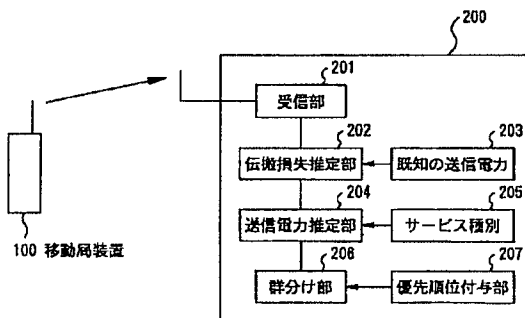 200
201
受信部
202
203
伝搬損失推定部
既知の送信電力
204
205
送信電力推定部
サービス種別
206
207
群分け部
優先順位付与部
100 移動局装置